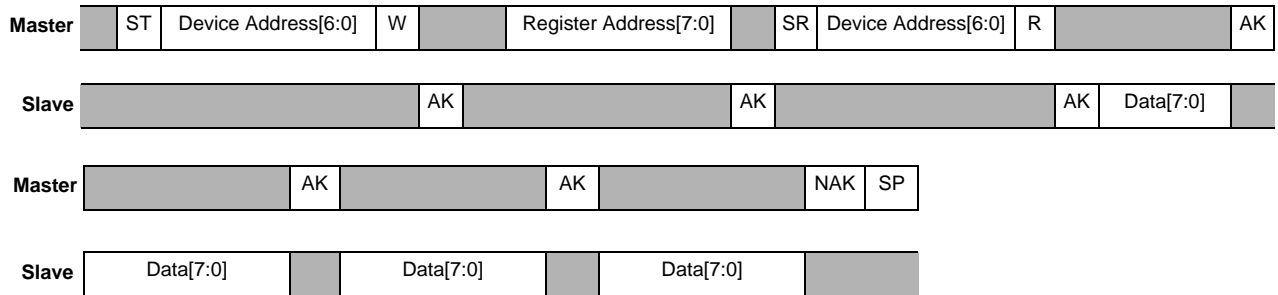 Master ST Device Address[6:0] W Register Address[7:0] SR Device Address[6:0] R AK
Slave AK AK AK Data[7:0]
Master AK AK NAK SP
Slave Data[7:0] Data[7:0] Data[7:0]